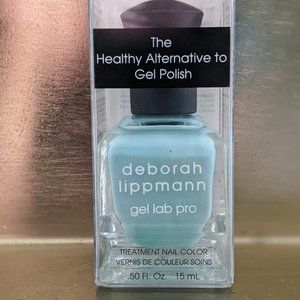 The
Healthy Alternative to
Gel Polish
deborah
lippmann
gel lab pro
TREATMENT NAIL COLOR
VERNIS DE COULEUR SOINS
.50 Fl. Oz. 15 mL